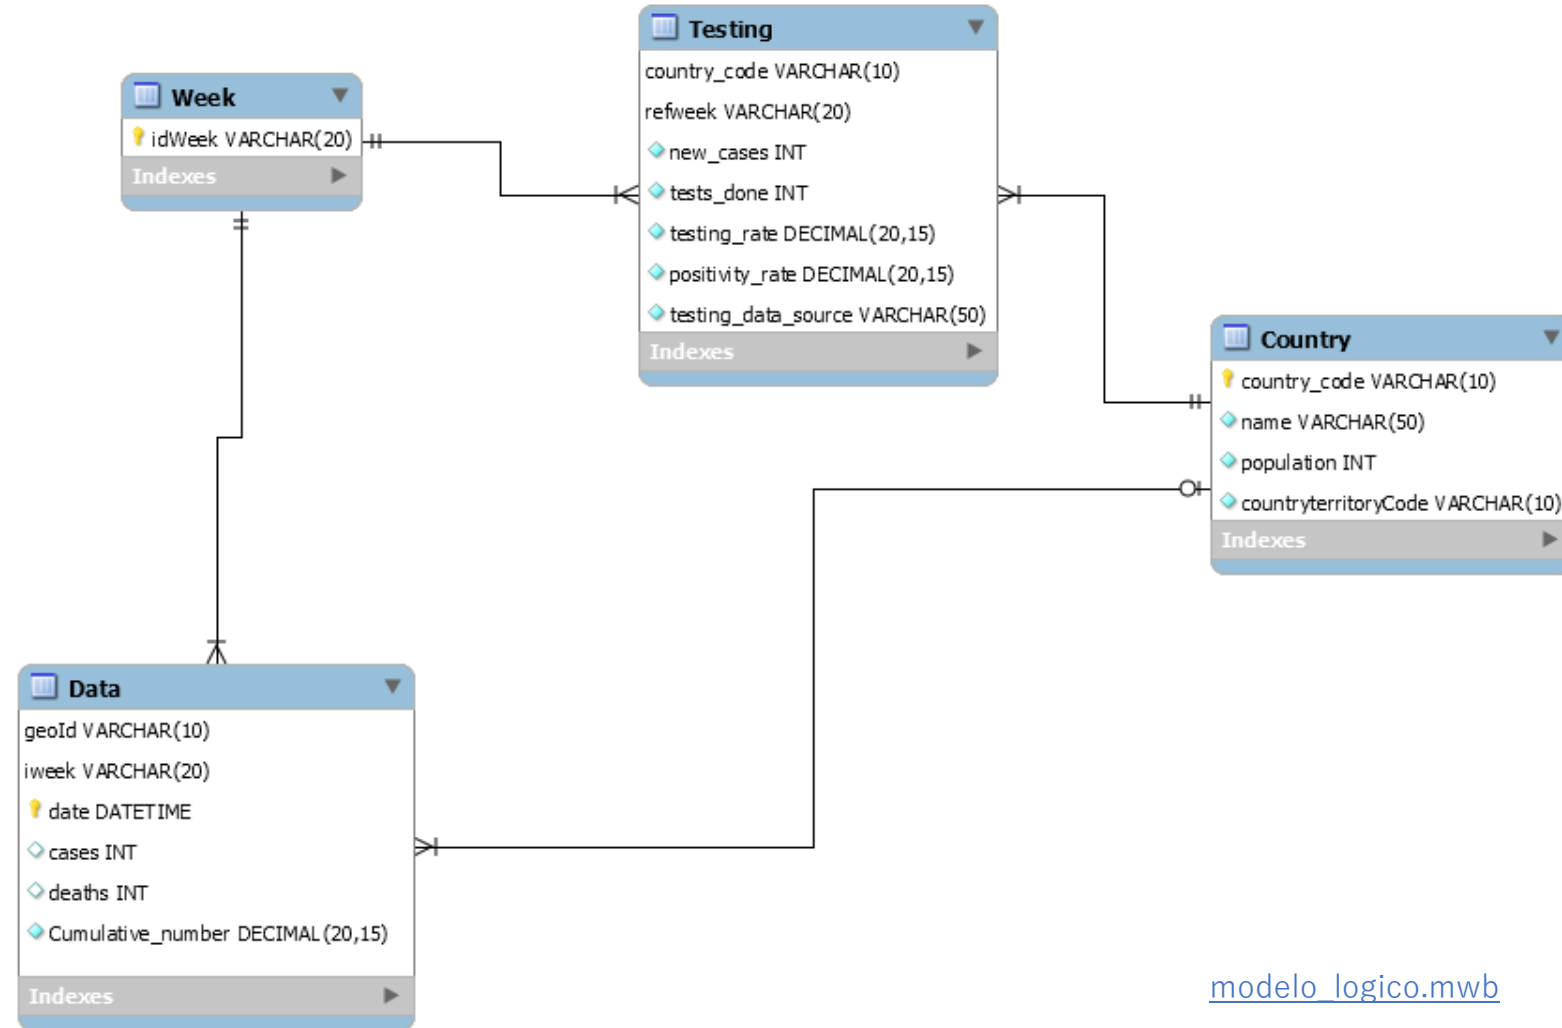 Testing
country_code VARCHAR(10)
refweek VARCHAR(20)
new_cases INT
tests_done INT
testing_rate DECIMAL(20,15)
positivity_rate DECIMAL(20,15)
testing_data_source VARCHAR(50)
Indexes
Week
idWeek VARCHAR(20)
Indexes
Country
country_code VARCHAR(10)
name VARCHAR(50)
population INT
countryterritoryCode VARCHAR(10)
Indexes
Data
geoId VARCHAR(10)
iweek VARCHAR(20)
date DATETIME
cases INT
deaths INT
Cumulative_number DECIMAL(20,15)
Indexes
modelo_logico.mwb